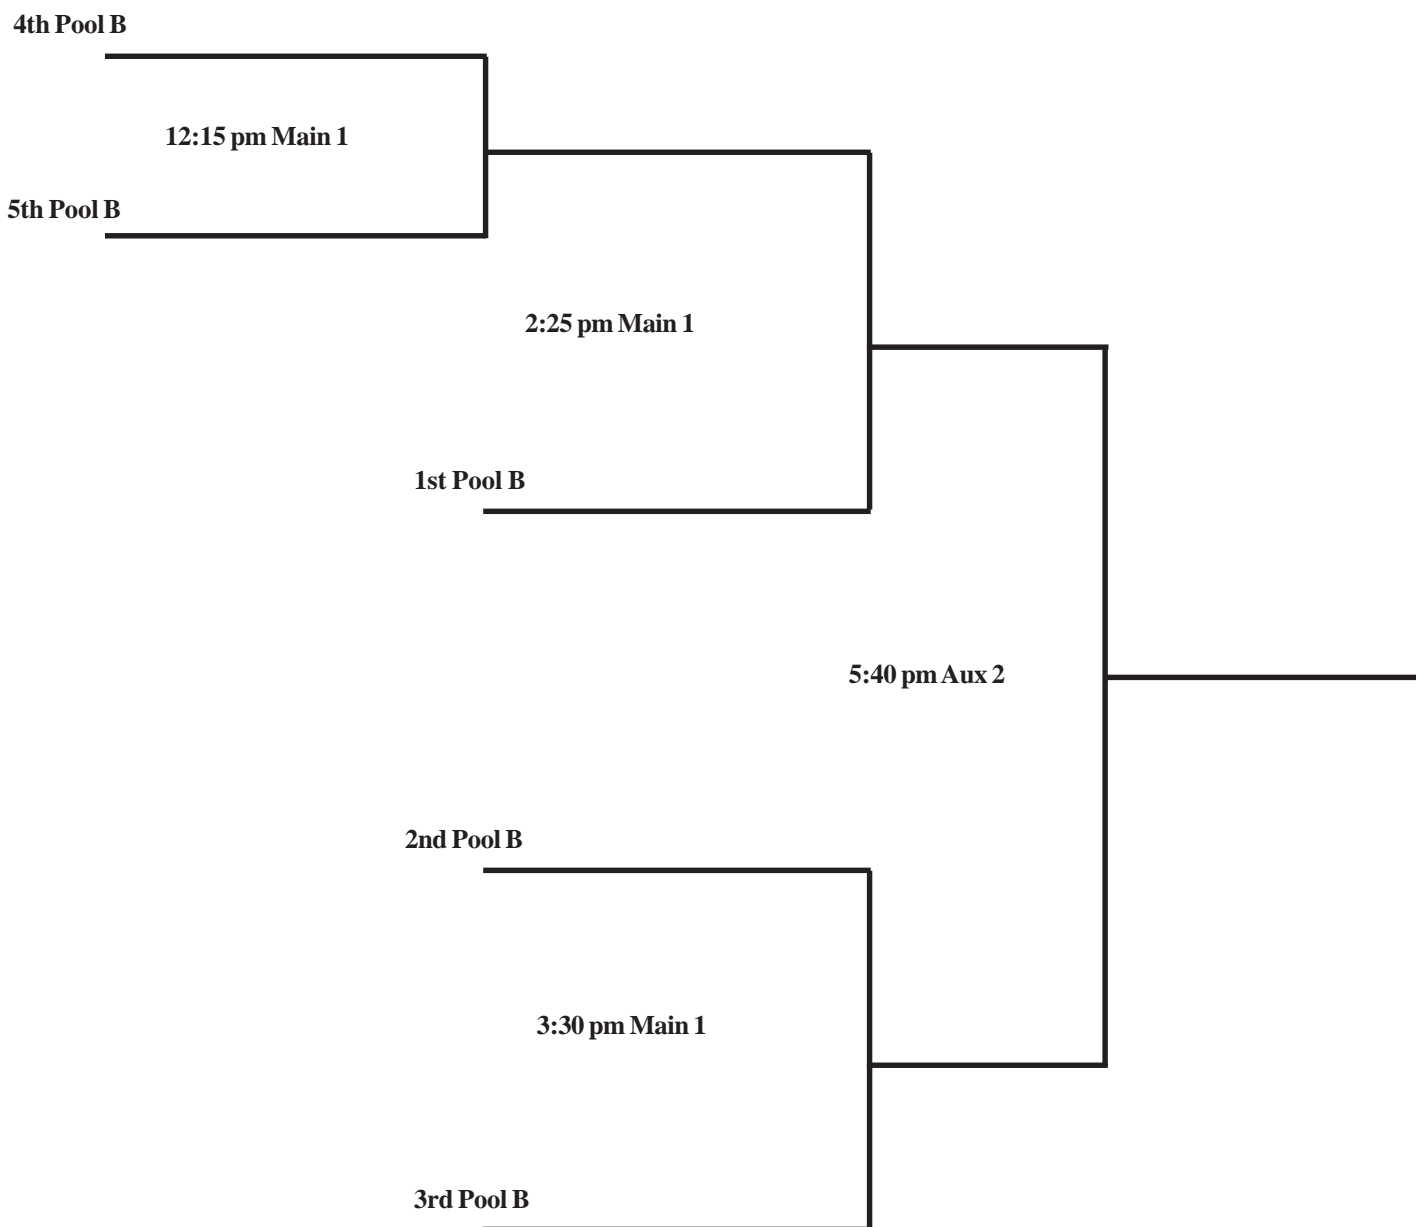 4th Pool B
12:15 pm Main 1
5th Pool B
2:25 pm Main 1
1st Pool B
5:40 pm Aux 2
2nd Pool B
3:30 pm Main 1
3rd Pool B